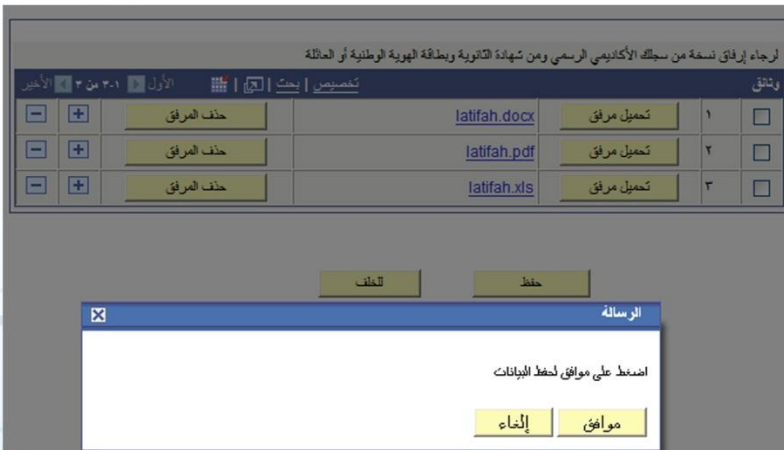 لرجاء إرفاق نسخة من سجلك الأكاديمي الرسمي ومن شهادة الثانوية وبطاقة الهوية الوطنية أو العائلة
وثائق تخصيص | بحث | | الأول ١-٣ من ٣ الأخير
١ تحميل مرفق latifah.docx حذف المرفق + -
٢ تحميل مرفق latifah.pdf حذف المرفق + -
٣ تحميل مرفق latifah.xls حذف المرفق + -
حفظ للخلف
الرسالة
اضغط على موافق لحفظ البيانات
موافق إلغاء